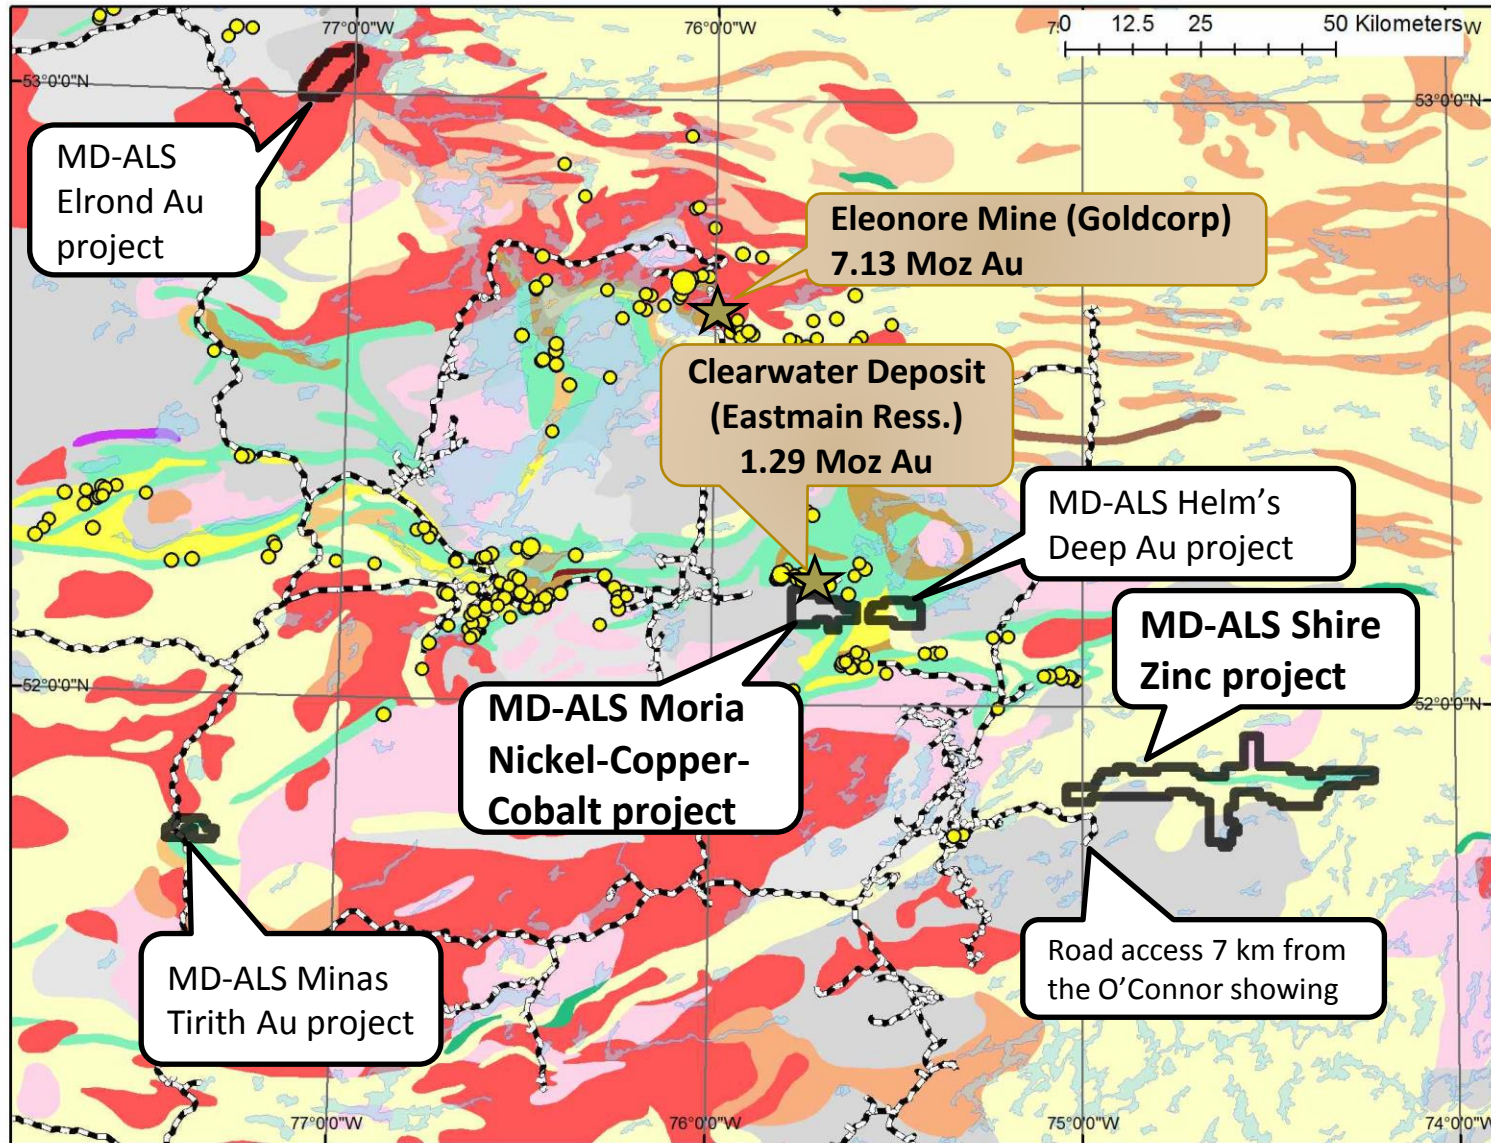 77°0'0"W
76°0'0"W
0 12.5 25 50 Kilometers
53°0'0"N
53°0'0"N
MD-ALS
Elrond Au
project
Eleonore Mine (Goldcorp)
7.13 Moz Au
Clearwater Deposit
(Eastmain Ress.)
1.29 Moz Au
MD-ALS Helm’s
Deep Au project
MD-ALS Shire
Zinc project
52°0'0"N
52°0'0"N
MD-ALS Moria
Nickel-Copper-
Cobalt project
MD-ALS Minas
Tirith Au project
Road access 7 km from
the O’Connor showing
77°0'0"W
76°0'0"W
75°0'0"W
74°0'0"W